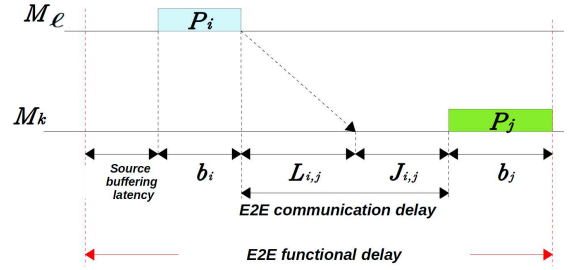 Mℓ
Pi
Mk
Pj
Source
buffering
latency
bi
Li,j
Ji,j
bj
E2E communication delay
E2E functional delay